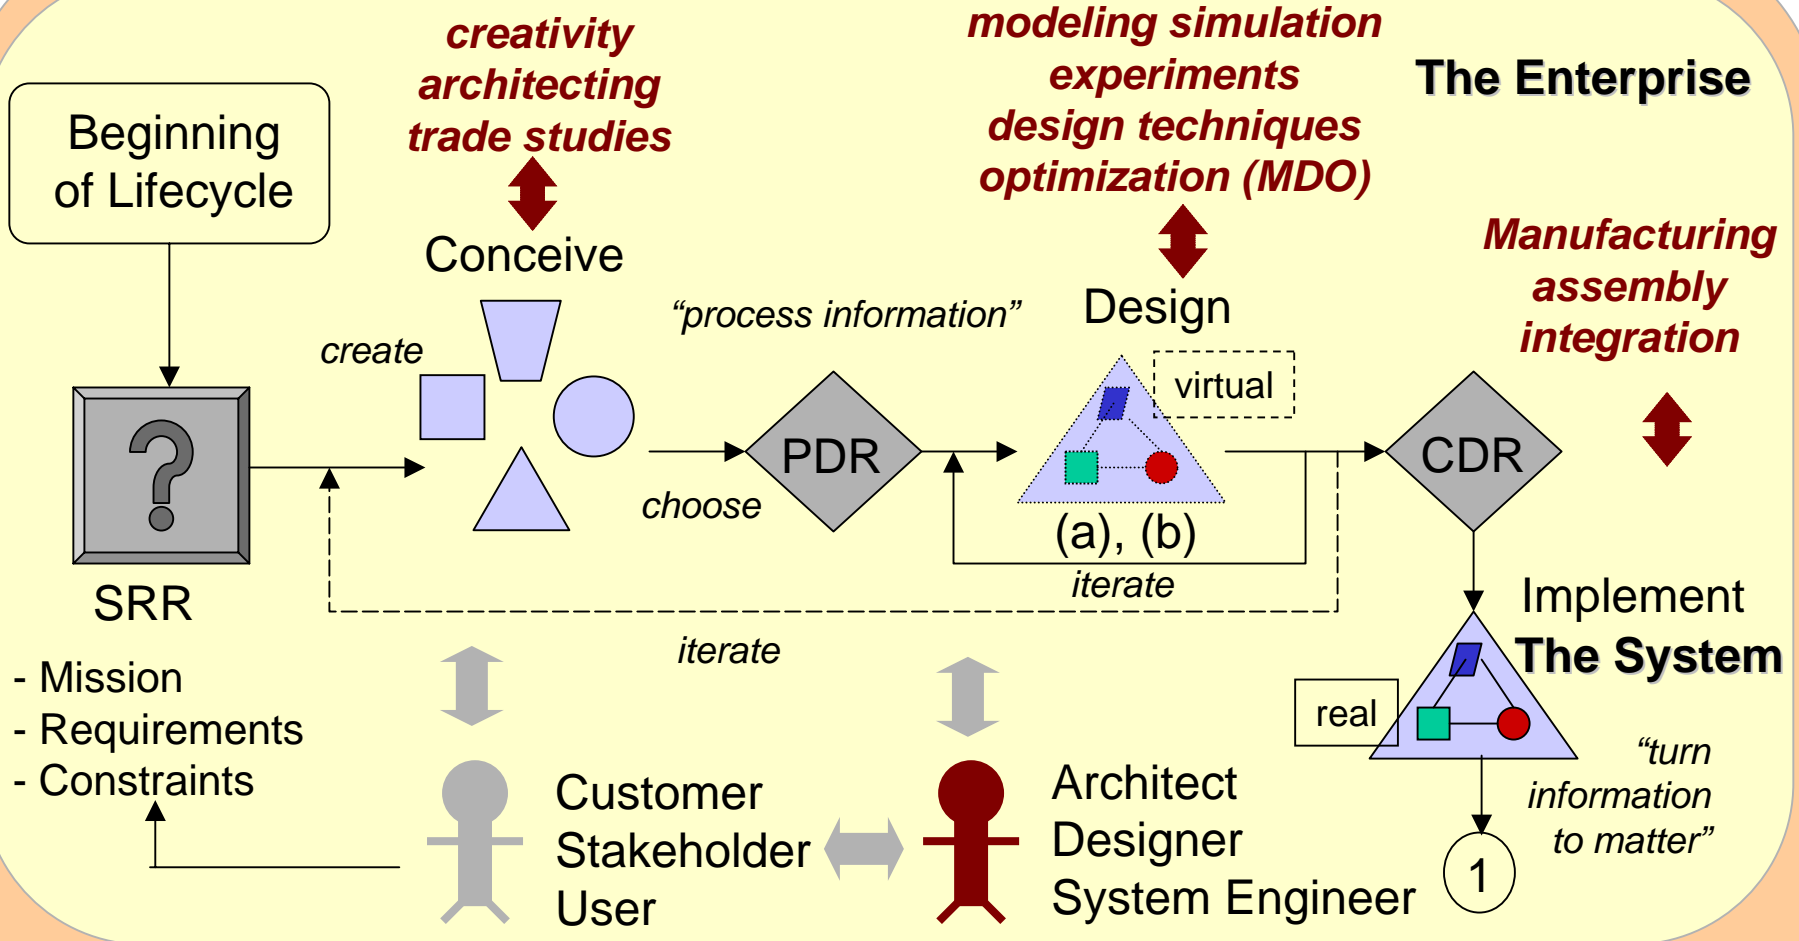 creativity
architecting
trade studies
modeling simulation
experiments
design techniques
optimization (MDO)
The Enterprise
Beginning
of Lifecycle
Manufacturing
assembly
integration
Conceive
“process information”
Design
create
virtual
?
PDR
CDR
choose
(a), (b)
iterate
SRR
iterate
Implement
The System
- Mission
- Requirements
- Constraints
real
“turn
information
to matter”
Customer
Stakeholder
User
Architect
Designer
System Engineer
1